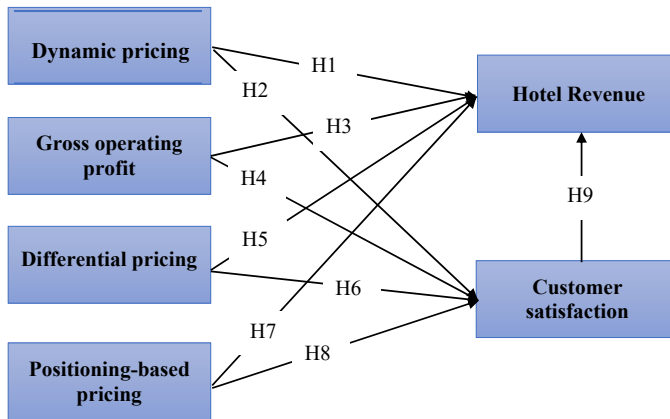 Dynamic pricing
H1
H2
Hotel Revenue
Gross operating
profit
H3
H4
H9
Differential pricing
H5
H6
Customer
satisfaction
Positioning-based
pricing
H7
H8